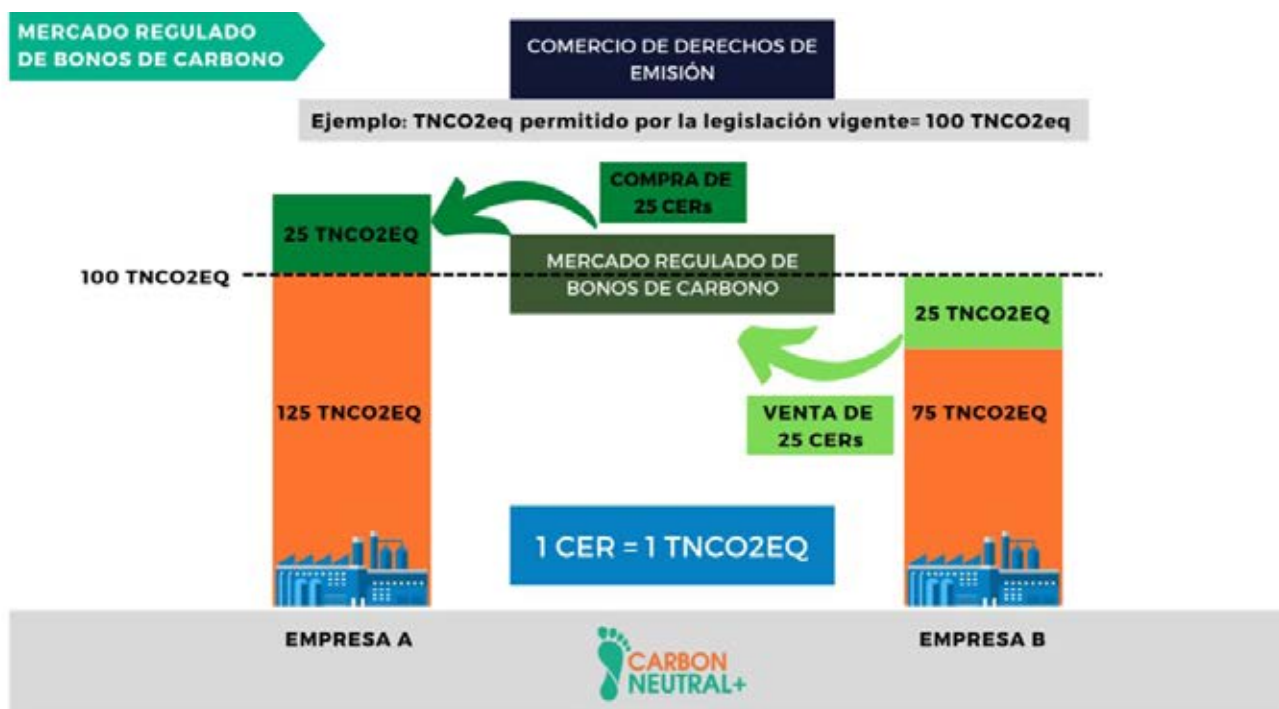 MERCADO REGULADO
DE BONOS DE CARBONO
COMERCIO DE DERECHOS DE
EMISIÓN
Ejemplo: TNCO2eq permitido por la legislación vigente= 100 TNCO2eq
COMPRA DE
25 CERs
25 TNCO2EQ
MERCADO REGULADO DE
BONOS DE CARBONO
100 TNCO2EQ
25 TNCO2EQ
125 TNCO2EQ
VENTA DE
25 CERs
75 TNCO2EQ
1 CER = 1 TNCO2EQ
EMPRESA A
EMPRESA B
CARBON
NEUTRAL+